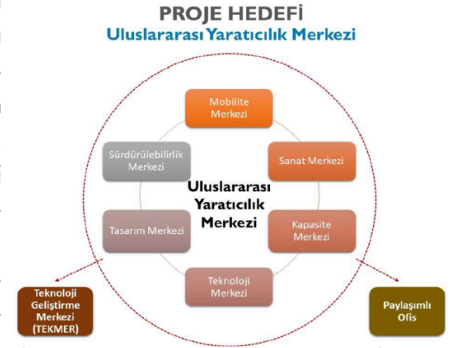 PROJE HEDEFİ
Uluslararası Yaratıcılık Merkezi
Mobilite
Merkezi
Sürdürülebilirlik
Merkezi
Sanat Merkezi
Uluslararası
Yaratıcılık
Merkezi
Tasarım Merkezi
Kapasite
Merkezi
Teknoloji
Merkezi
Teknoloji
Geliştirme
Merkezi
(TEKMER)
Paylaşımlı
Ofis